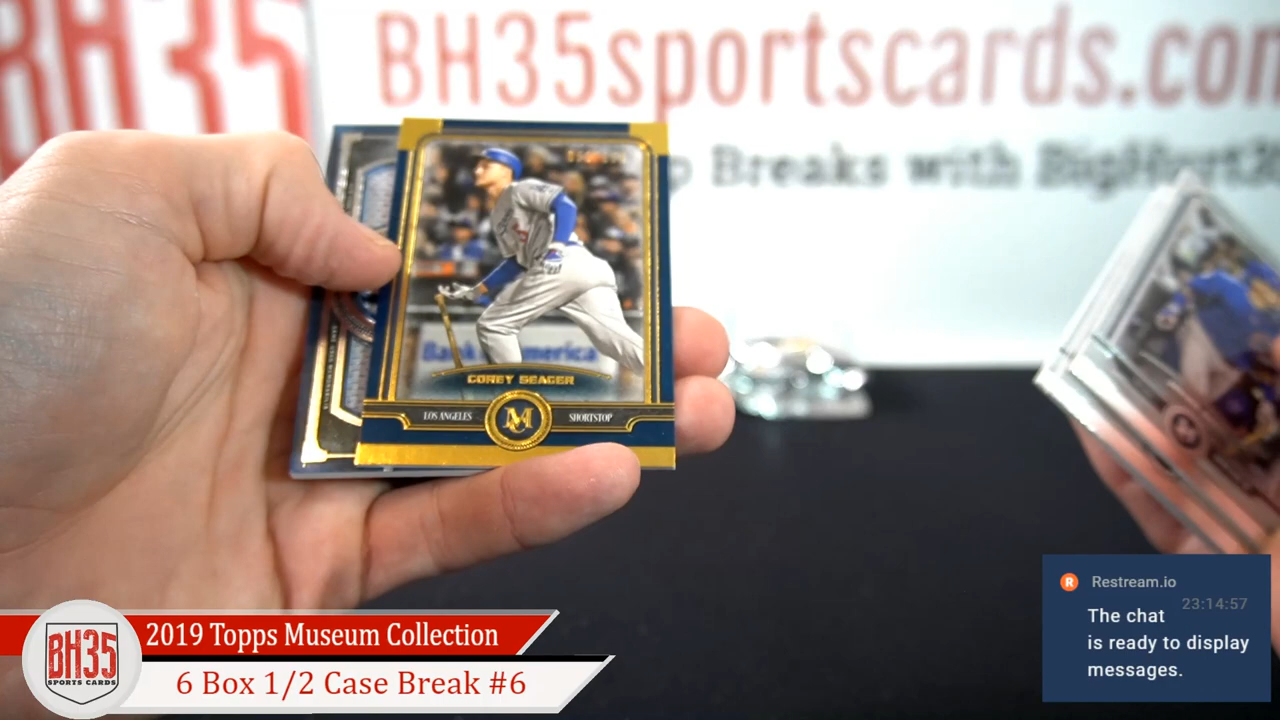 BH35
BH35sportscards.com
Breaks with
COREY SEAGER
LOS ANGELES
M
SHORTSTOP
Restream.io
23:14:57
The chat
is ready to display
messages.
BH35
SPORTS CARDS
2019 Topps Museum Collection
6 Box 1/2 Case Break #6